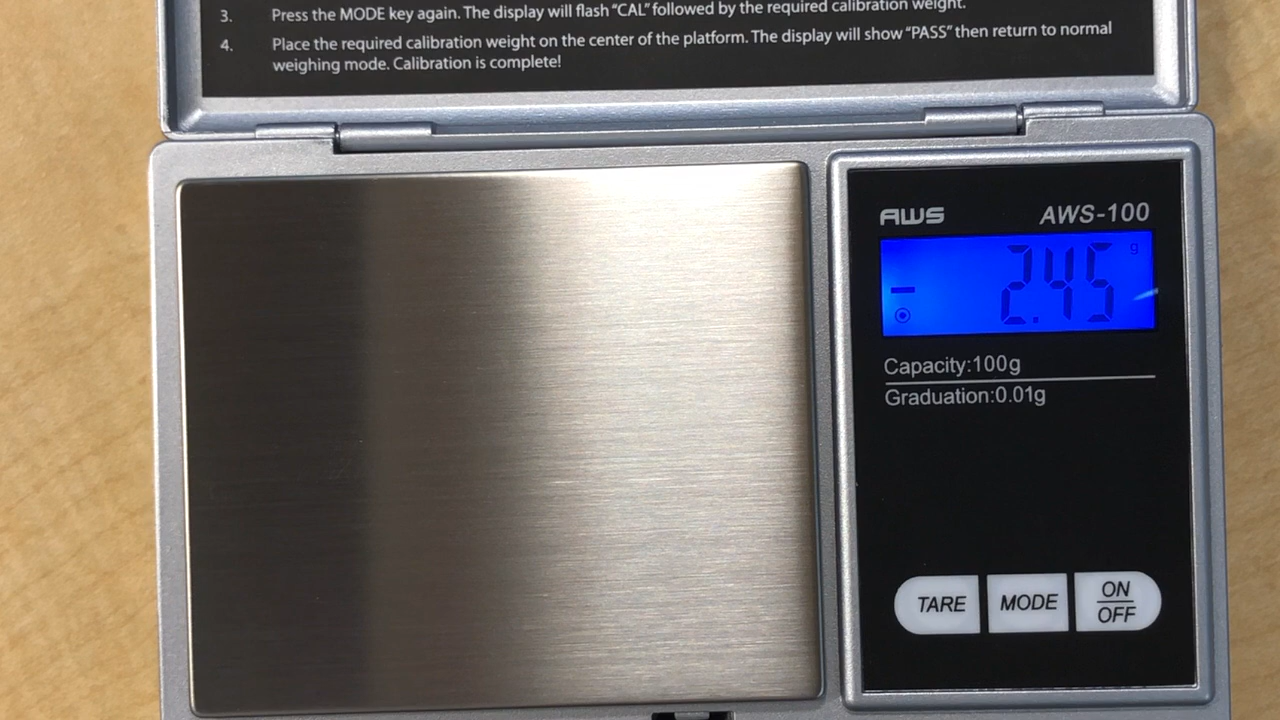 3. Press the MODE key again. The display will flash “CAL” followed by the required calibration weight.
4. Place the required calibration weight on the center of the platform. The display will show “PASS” then return to normal
weighing mode. Calibration is complete!
AWS AWS-100
- 2.45 g
Capacity:100g
Graduation:0.01g
TARE MODE ON
OFF